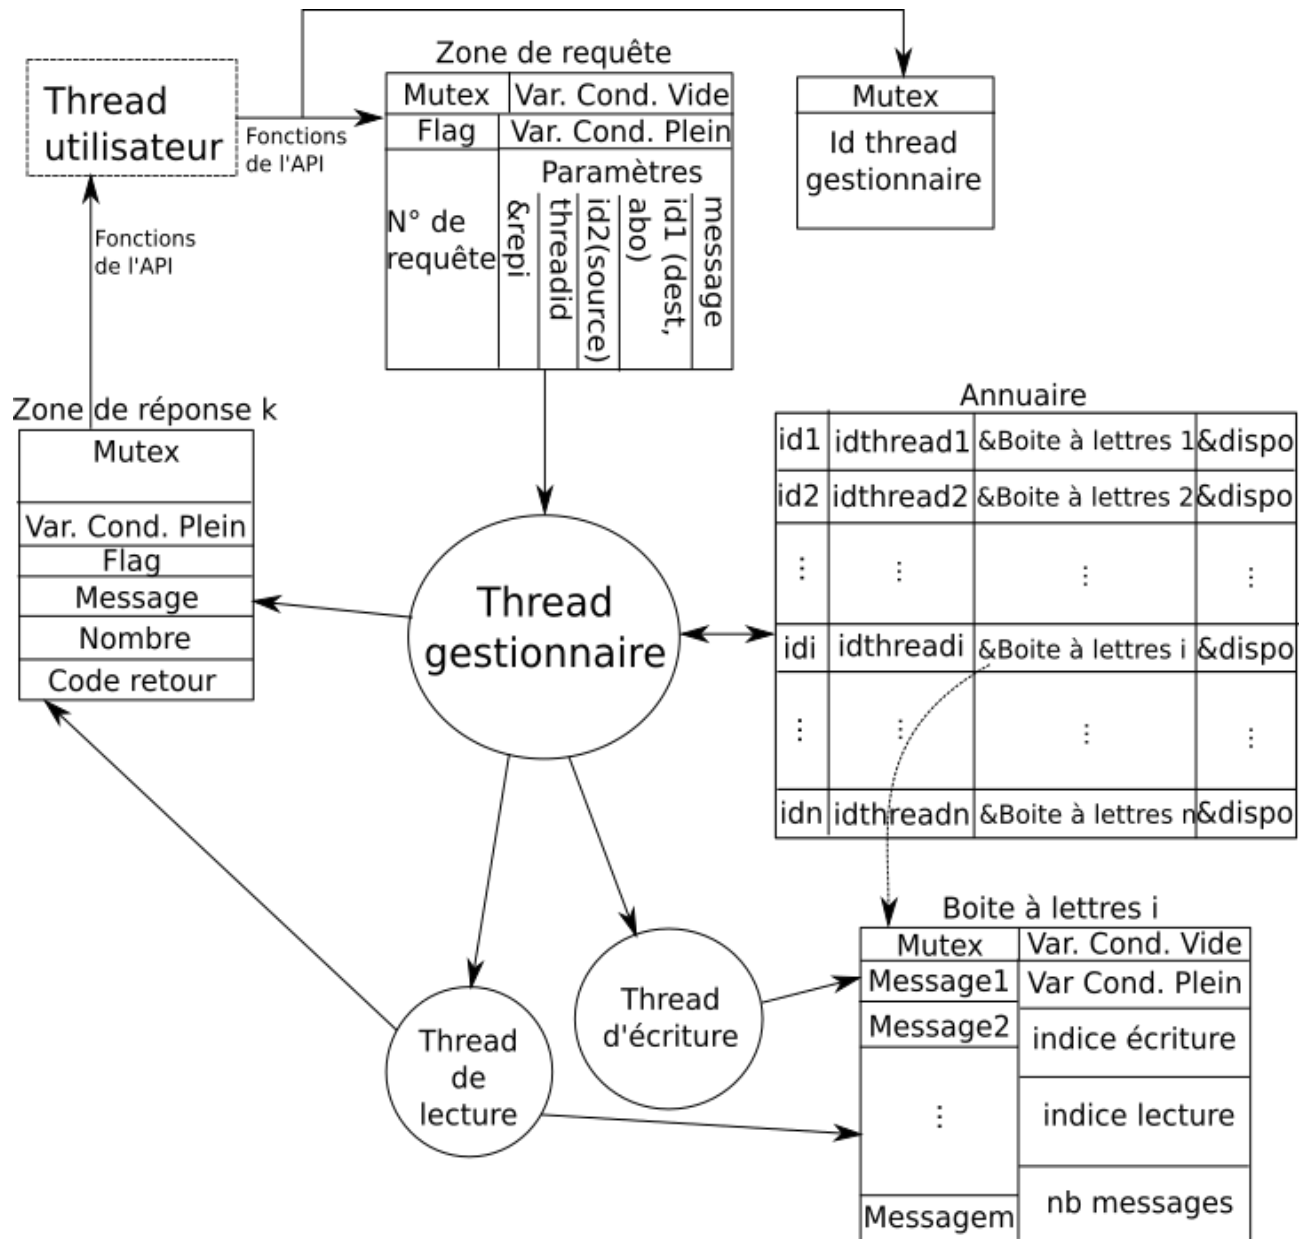 Zone de requête
Thread
utilisateur
Fonctions
de l'API
Mutex
Var. Cond. Vide
Flag
Var. Cond. Plein
N° de
requête
Paramètres
&repi
threadid
id2(source)
id1 (dest,
abo)
message
Mutex
Id thread
gestionnaire
Fonctions
de l'API
Zone de réponse k
Mutex
Var. Cond. Plein
Flag
Message
Nombre
Code retour
Thread
gestionnaire
Annuaire
id1 idthread1 &Boite à lettres 1 &dispo
id2 idthread2 &Boite à lettres 2 &dispo
⋮ ⋮ ⋮ ⋮
idi idthreadi &Boite à lettres i &dispo
⋮ ⋮ ⋮ ⋮
idn idthreadn &Boite à lettres n &dispo
Thread
de
lecture
Thread
d'écriture
Boite à lettres i
Mutex
Var. Cond. Vide
Message1
Var Cond. Plein
Message2
indice écriture
⋮
indice lecture
Messagem
nb messages